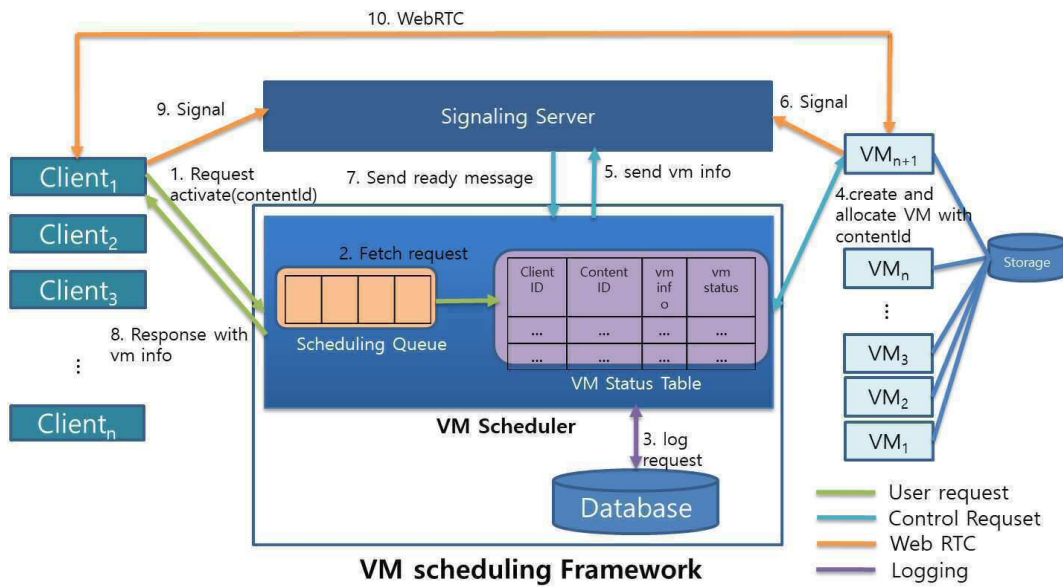 10. WebRTC
9. Signal
Signaling Server
6. Signal
Client1
1. Request
activate(contentId)
7. Send ready message
5. send vm info
VMn+1
4.create and
allocate VM with
contentId
Client2
2. Fetch request
Client
ID
Content
ID
vm
inf
o
vm
status
VMn
Storage
Client3
... ... ... ...
... ... ... ...
Scheduling Queue
8. Response with
vm info
VM Status Table
...
...
VM3
VM2
VM1
Clientn
VM Scheduler
3. log
request
Database
User request
Control Requset
Web RTC
Logging
VM scheduling Framework